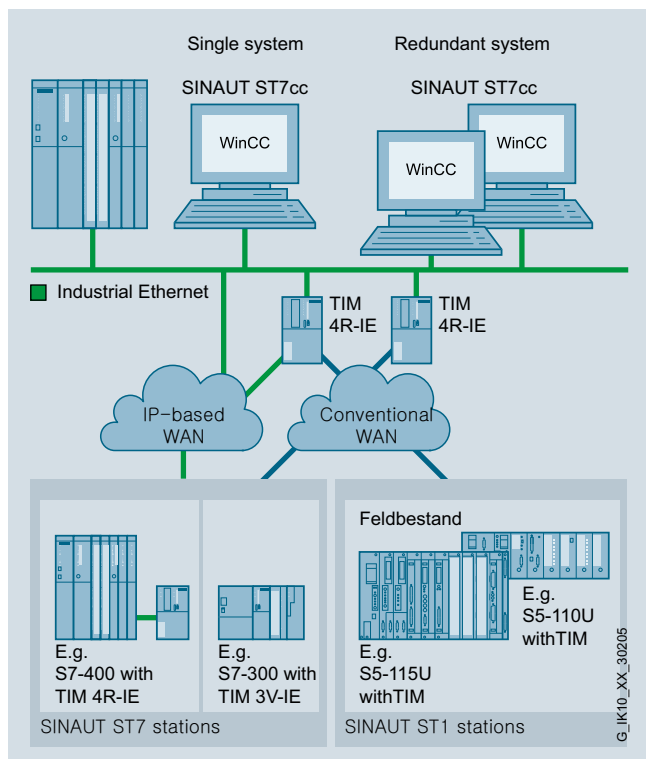 Single system
Redundant system
SINAUT ST7cc
SINAUT ST7cc
WinCC
WinCC
WinCC
Industrial Ethernet
TIM
4R-IE
TIM
4R-IE
IP-based
WAN
Conventional
WAN
Feldbestand
E.g.
S7-400 with
TIM 4R-IE
E.g.
S7-300 with
TIM 3V-IE
E.g.
S5-115U
withTIM
E.g.
S5-110U
withTIM
SINAUT ST7 stations
SINAUT ST1 stations
G_IK10_XX_30205